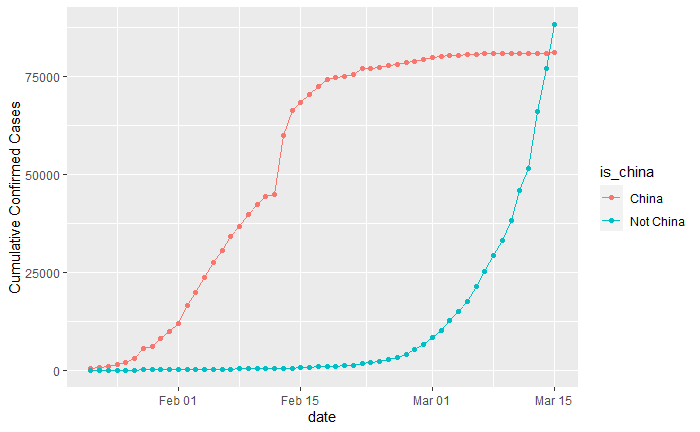 Cumulative Confirmed Cases
75000
50000
25000
0
Feb 01
Feb 15
Mar 01
Mar 15
date
is_china
China
Not China